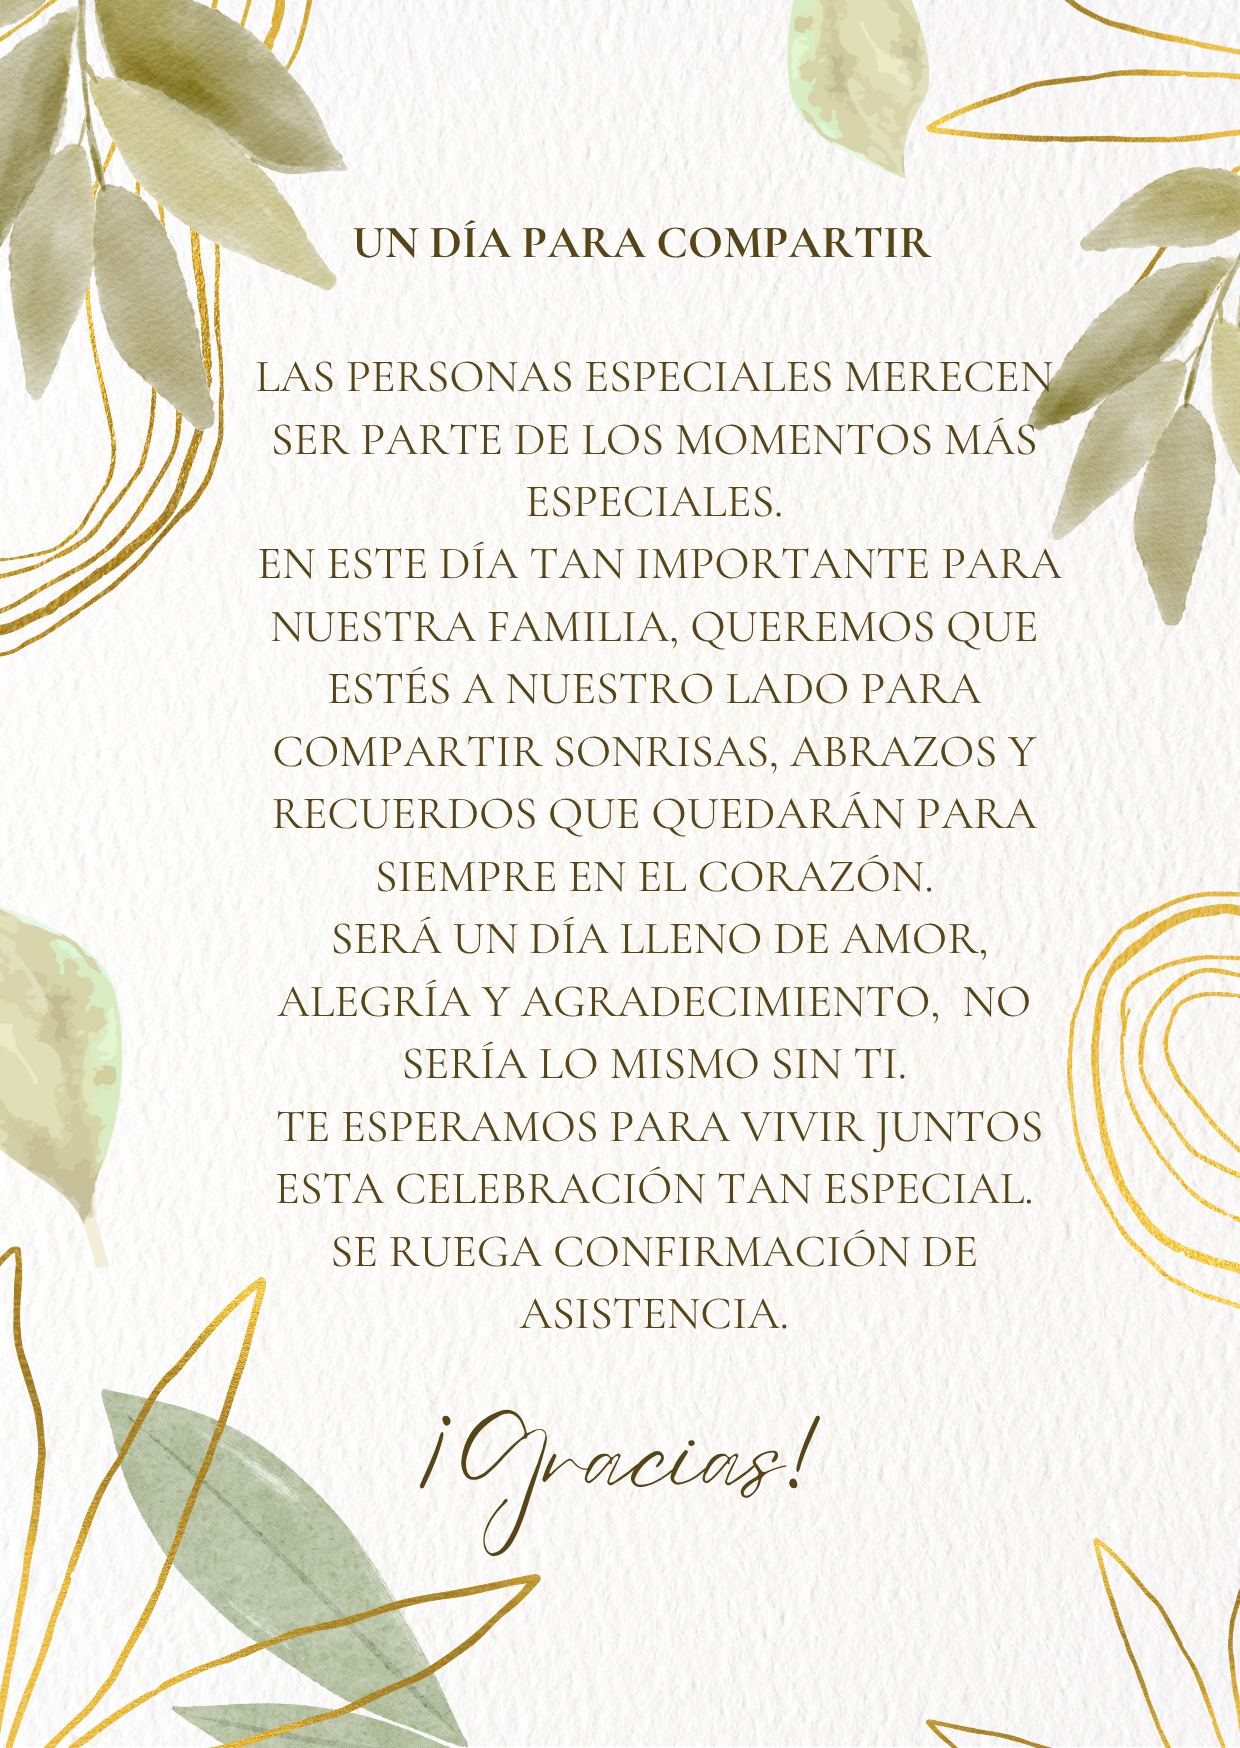 UN DÍA PARA COMPARTIR
LAS PERSONAS ESPECIALES MERECEN
SER PARTE DE LOS MOMENTOS MÁS
ESPECIALES.
EN ESTE DÍA TAN IMPORTANTE PARA
NUESTRA FAMILIA, QUEREMOS QUE
ESTÉS A NUESTRO LADO PARA
COMPARTIR SONRISAS, ABRAZOS Y
RECUERDOS QUE QUEDARÁN PARA
SIEMPRE EN EL CORAZÓN.
SERÁ UN DÍA LLENO DE AMOR,
ALEGRÍA Y AGRADECIMIENTO, NO
SERÍA LO MISMO SIN TI.
TE ESPERAMOS PARA VIVIR JUNTOS
ESTA CELEBRACIÓN TAN ESPECIAL.
SE RUEGA CONFIRMACIÓN DE
ASISTENCIA.
¡Gracias!